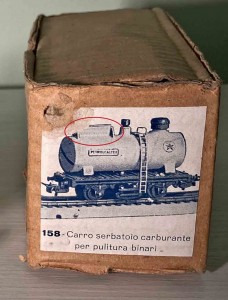 158 - Carro serbatoio carburante
per pulitura binari -